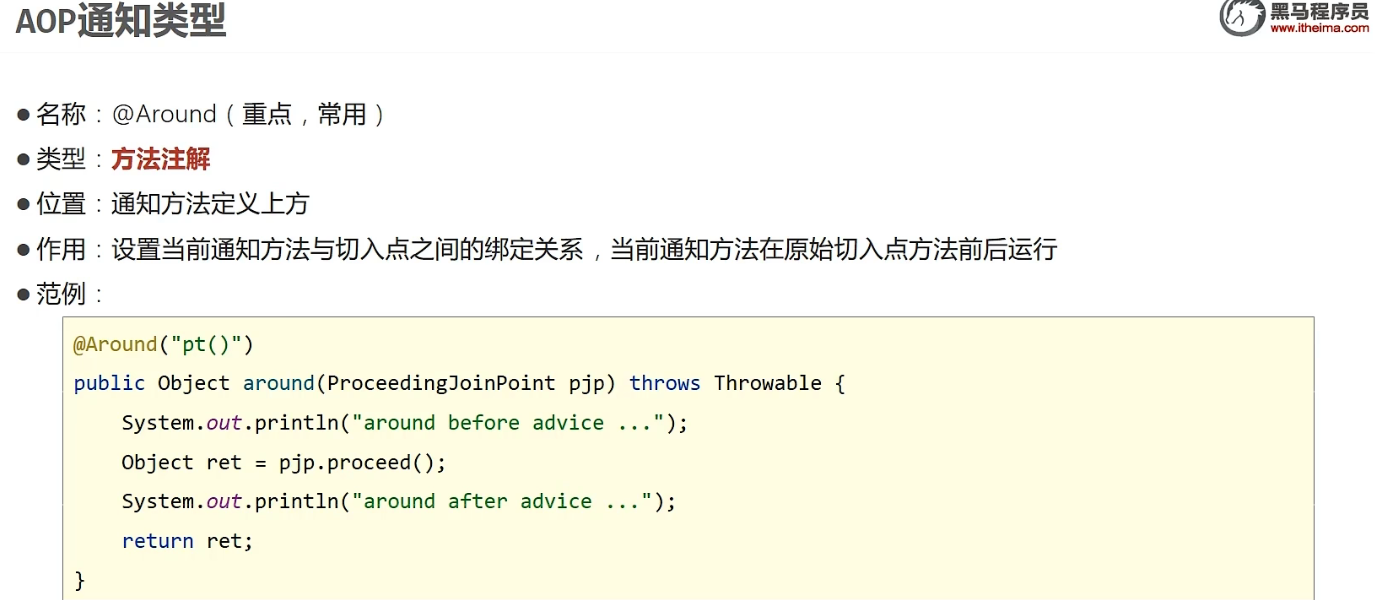 AOP通知类型
黑马程序员
www.itheima.com
● 名称：@Around（重点，常用）
● 类型：方法注解
● 位置：通知方法定义上方
● 作用：设置当前通知方法与切入点之间的绑定关系，当前通知方法在原始切入点方法前后运行
● 范例：
@Around("pt()")
public Object around(ProceedingJoinPoint pjp) throws Throwable {
    System.out.println("around before advice ...");
    Object ret = pjp.proceed();
    System.out.println("around after advice ...");
    return ret;
}